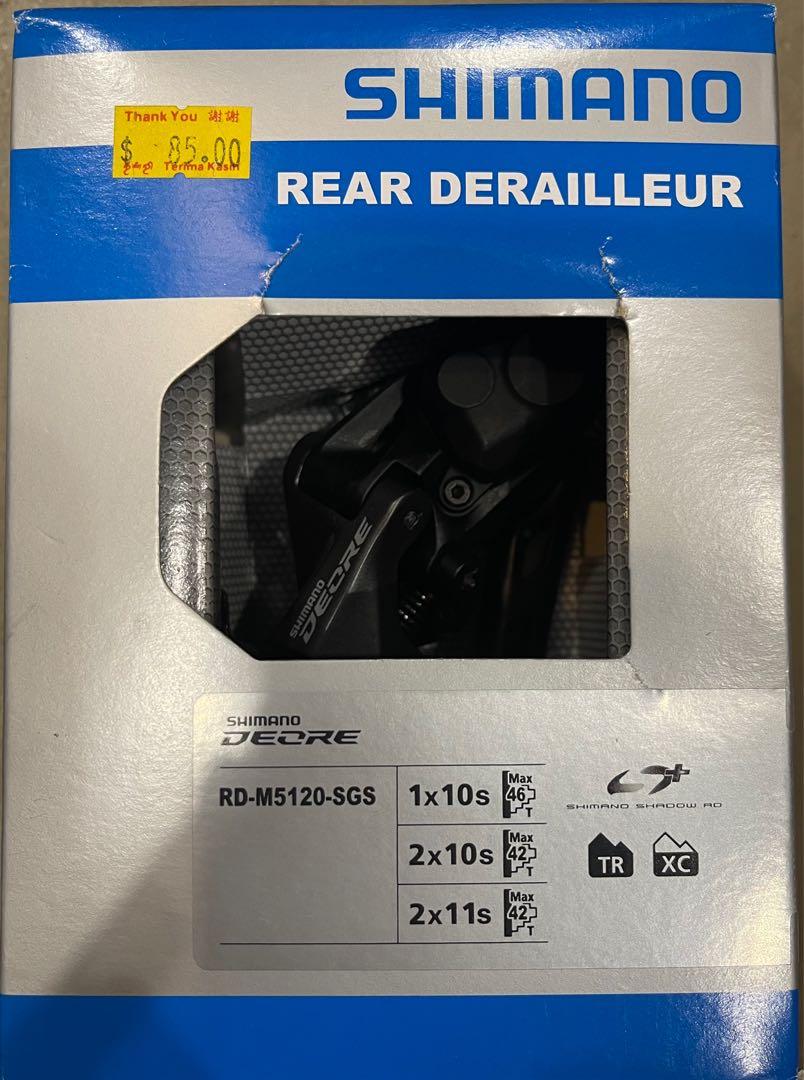 SHIMANO
Thank You 謝謝
$ 85.00
நன்றி Terima Kasih
REAR DERAILLEUR
SHIMANO
DEORE
SHIMANO
DEORE
RD-M5120-SGS
1x10s Max 46T
2x10s Max 42T
2x11s Max 42T
SHIMANO SHADOW RD
TR XC